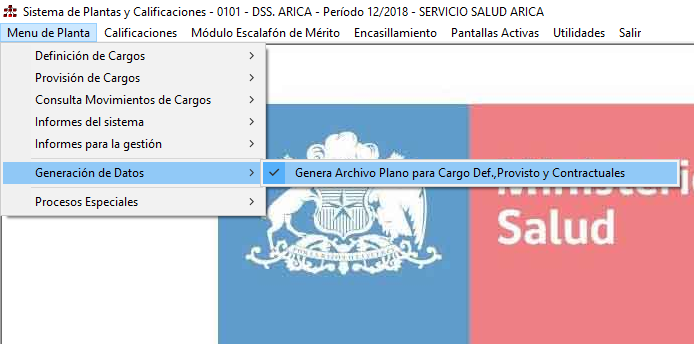 Sistema de Plantas y Calificaciones - 0101 - DSS. ARICA - Período 12/2018 - SERVICIO SALUD ARICA
Menu de Planta Calificaciones Módulo Escalafón de Mérito Encasillamiento Pantallas Activas Utilidades Salir
Definición de Cargos
Provisión de Cargos
Consulta Movimientos de Cargos
Informes del sistema
Informes para la gestión
Generación de Datos
Genera Archivo Plano para Cargo Def.,Provisto y Contractuales
Procesos Especiales
Salud